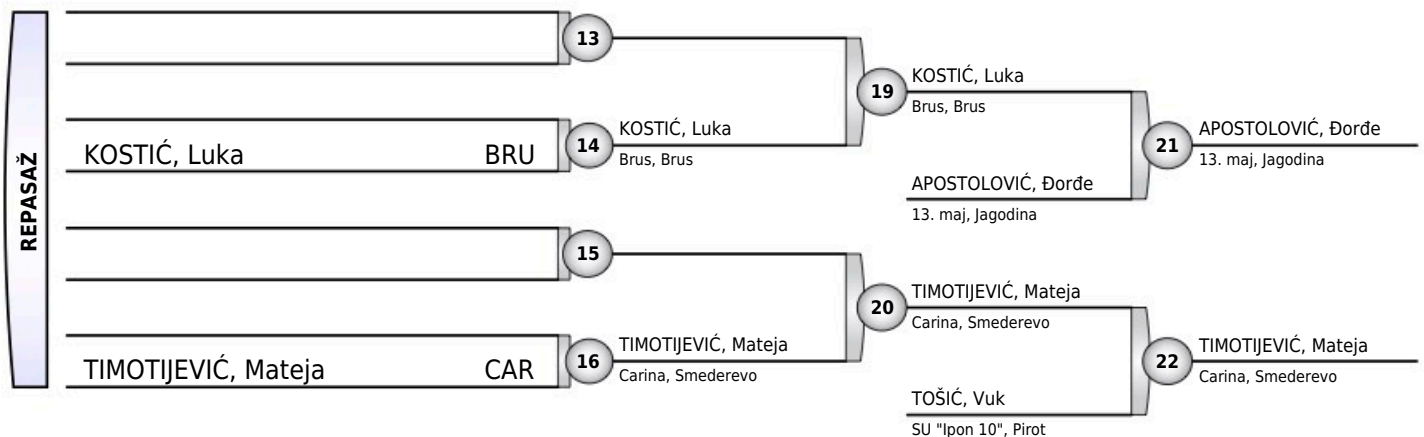 REPASAŽ
13
KOSTIĆ, Luka BRU
14
KOSTIĆ, Luka
Brus, Brus
19
KOSTIĆ, Luka
Brus, Brus
APOSTOLOVIĆ, Đorđe
13. maj, Jagodina
21
APOSTOLOVIĆ, Đorđe
13. maj, Jagodina
15
TIMOTIJEVIĆ, Mateja CAR
16
TIMOTIJEVIĆ, Mateja
Carina, Smederevo
20
TIMOTIJEVIĆ, Mateja
Carina, Smederevo
TOŠIĆ, Vuk
SU "Ipon 10", Pirot
22
TIMOTIJEVIĆ, Mateja
Carina, Smederevo